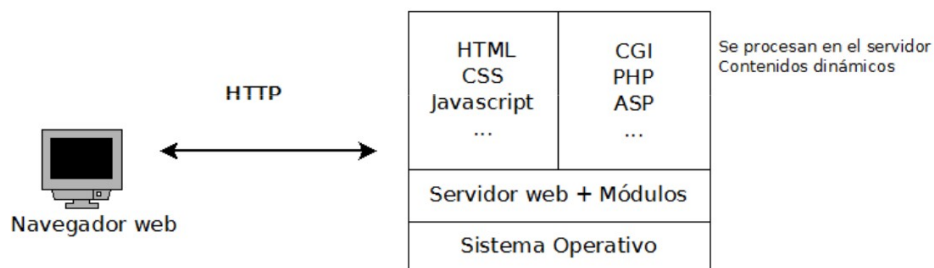 HTTP
Navegador web
HTML
CSS
Javascript
...
CGI
PHP
ASP
...
Se procesan en el servidor
Contenidos dinámicos
Servidor web + Módulos
Sistema Operativo